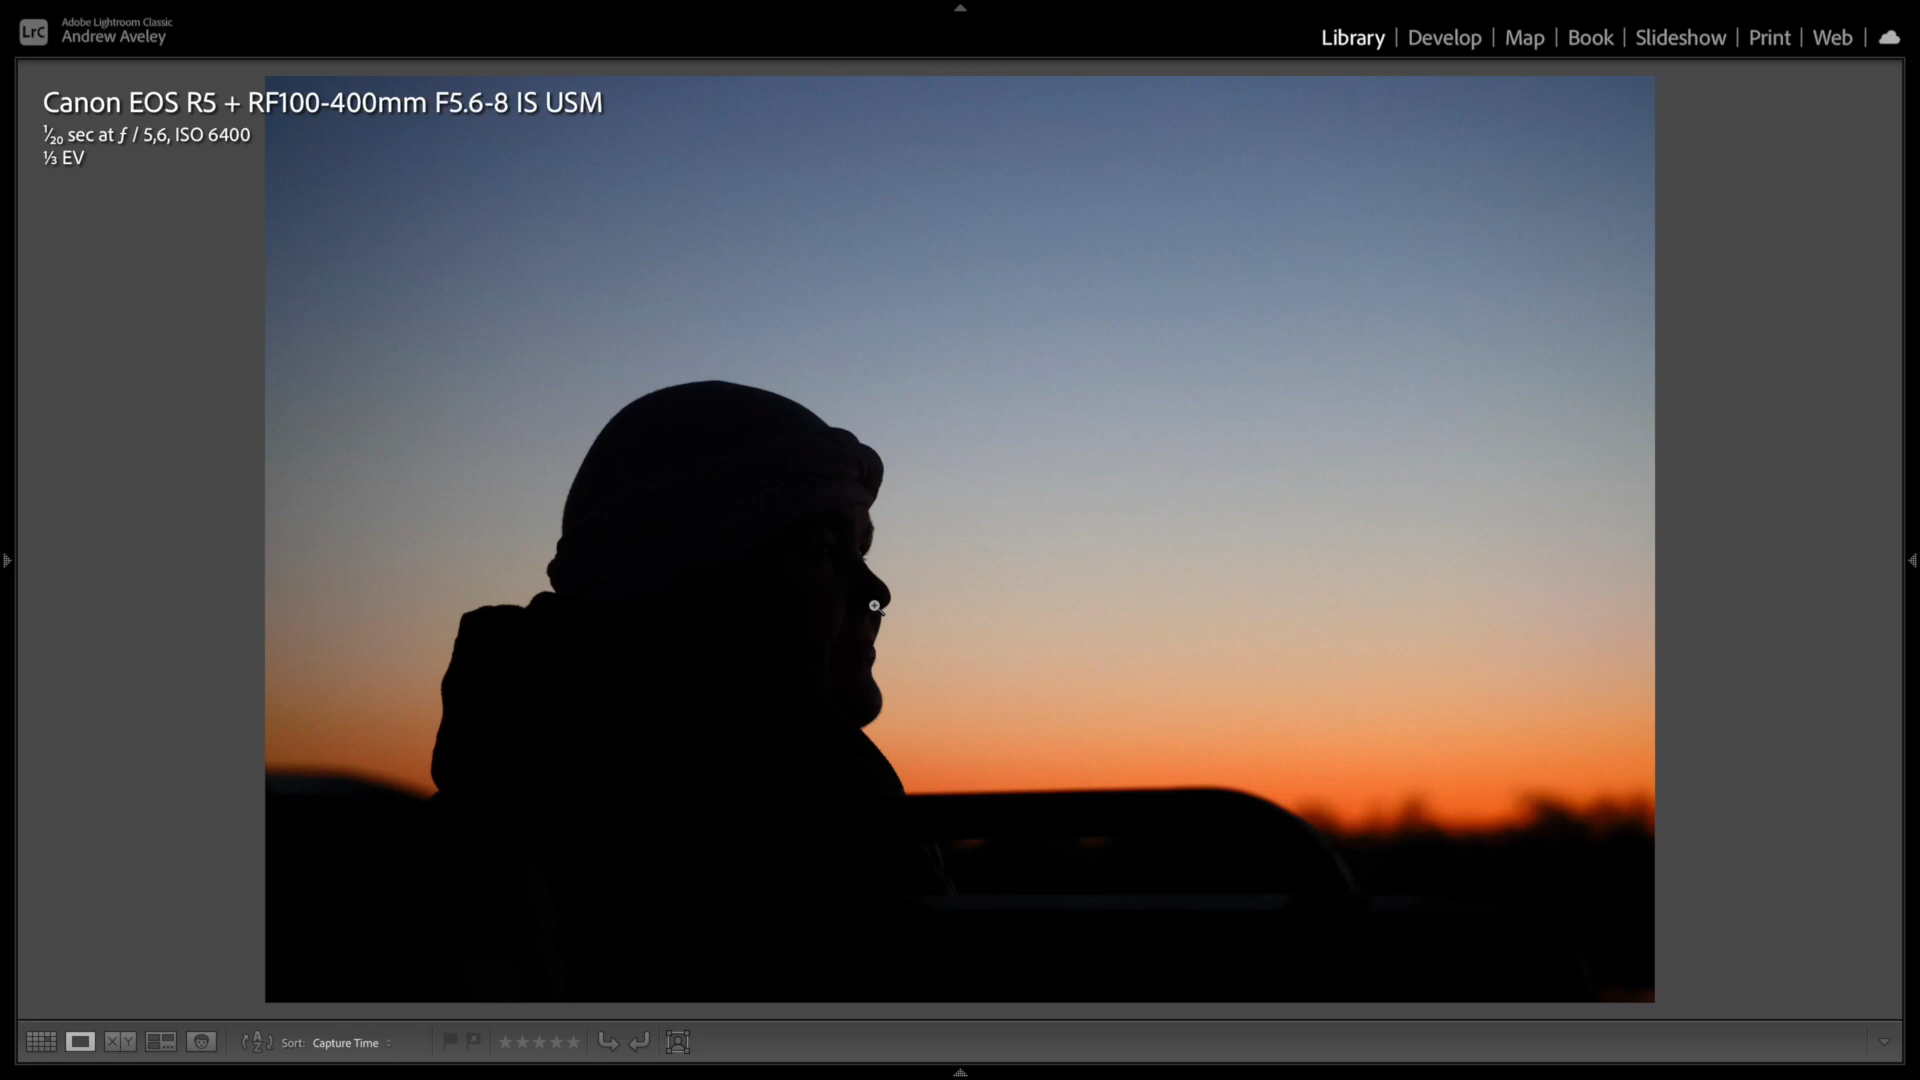 LrC
Adobe Lightroom Classic
Andrew Aveley
Library | Develop | Map | Book | Slideshow | Print | Web |
Canon EOS R5 + RF100-400mm F5.6-8 IS USM
1/20 sec at ƒ / 5,6, ISO 6400
1/3 EV
X Y
A Z
Sort: Capture Time